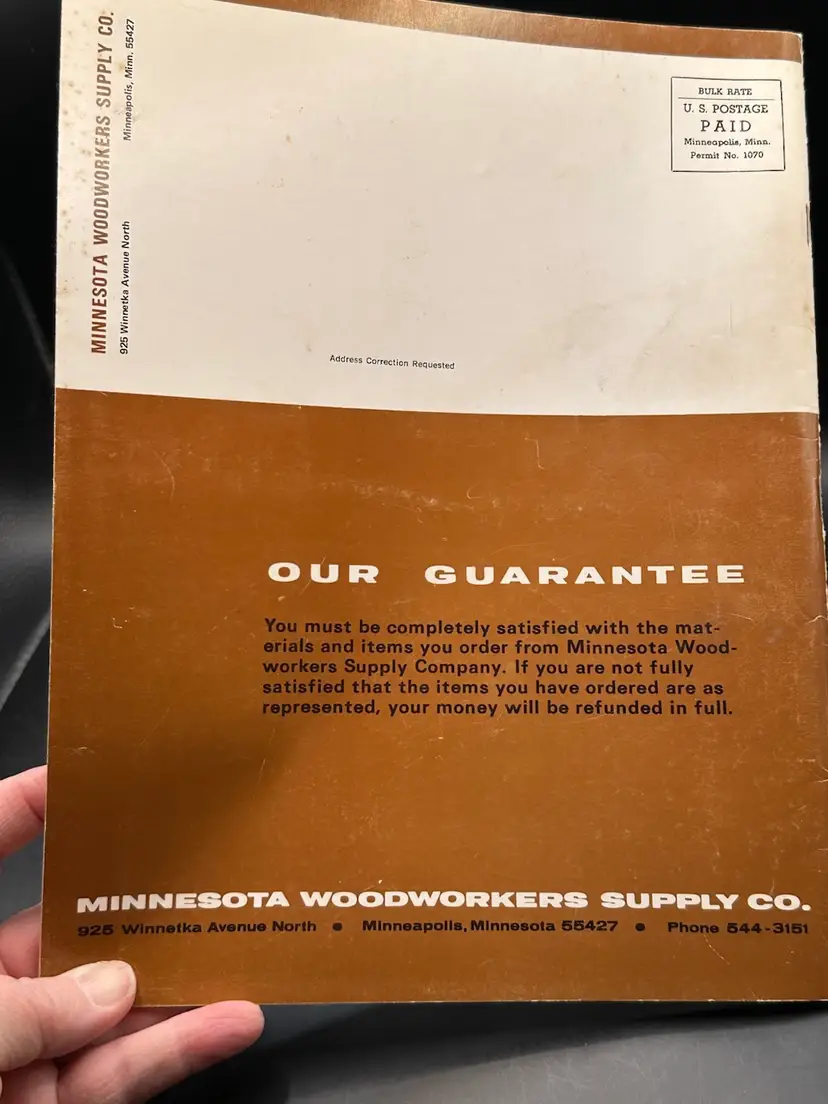 MINNESOTA WOODWORKERS SUPPLY CO.
925 Winnetka Avenue North
Minneapolis, Minn. 55427
BULK RATE
U. S. POSTAGE
PAID
Minneapolis, Minn.
Permit No. 1070
Address Correction Requested
OUR GUARANTEE
You must be completely satisfied with the mat-
erials and items you order from Minnesota Wood-
workers Supply Company. If you are not fully
satisfied that the items you have ordered are as
represented, your money will be refunded in full.
MINNESOTA WOODWORKERS SUPPLY CO.
925 Winnetka Avenue North ● Minneapolis, Minnesota 55427 ● Phone 544-3151